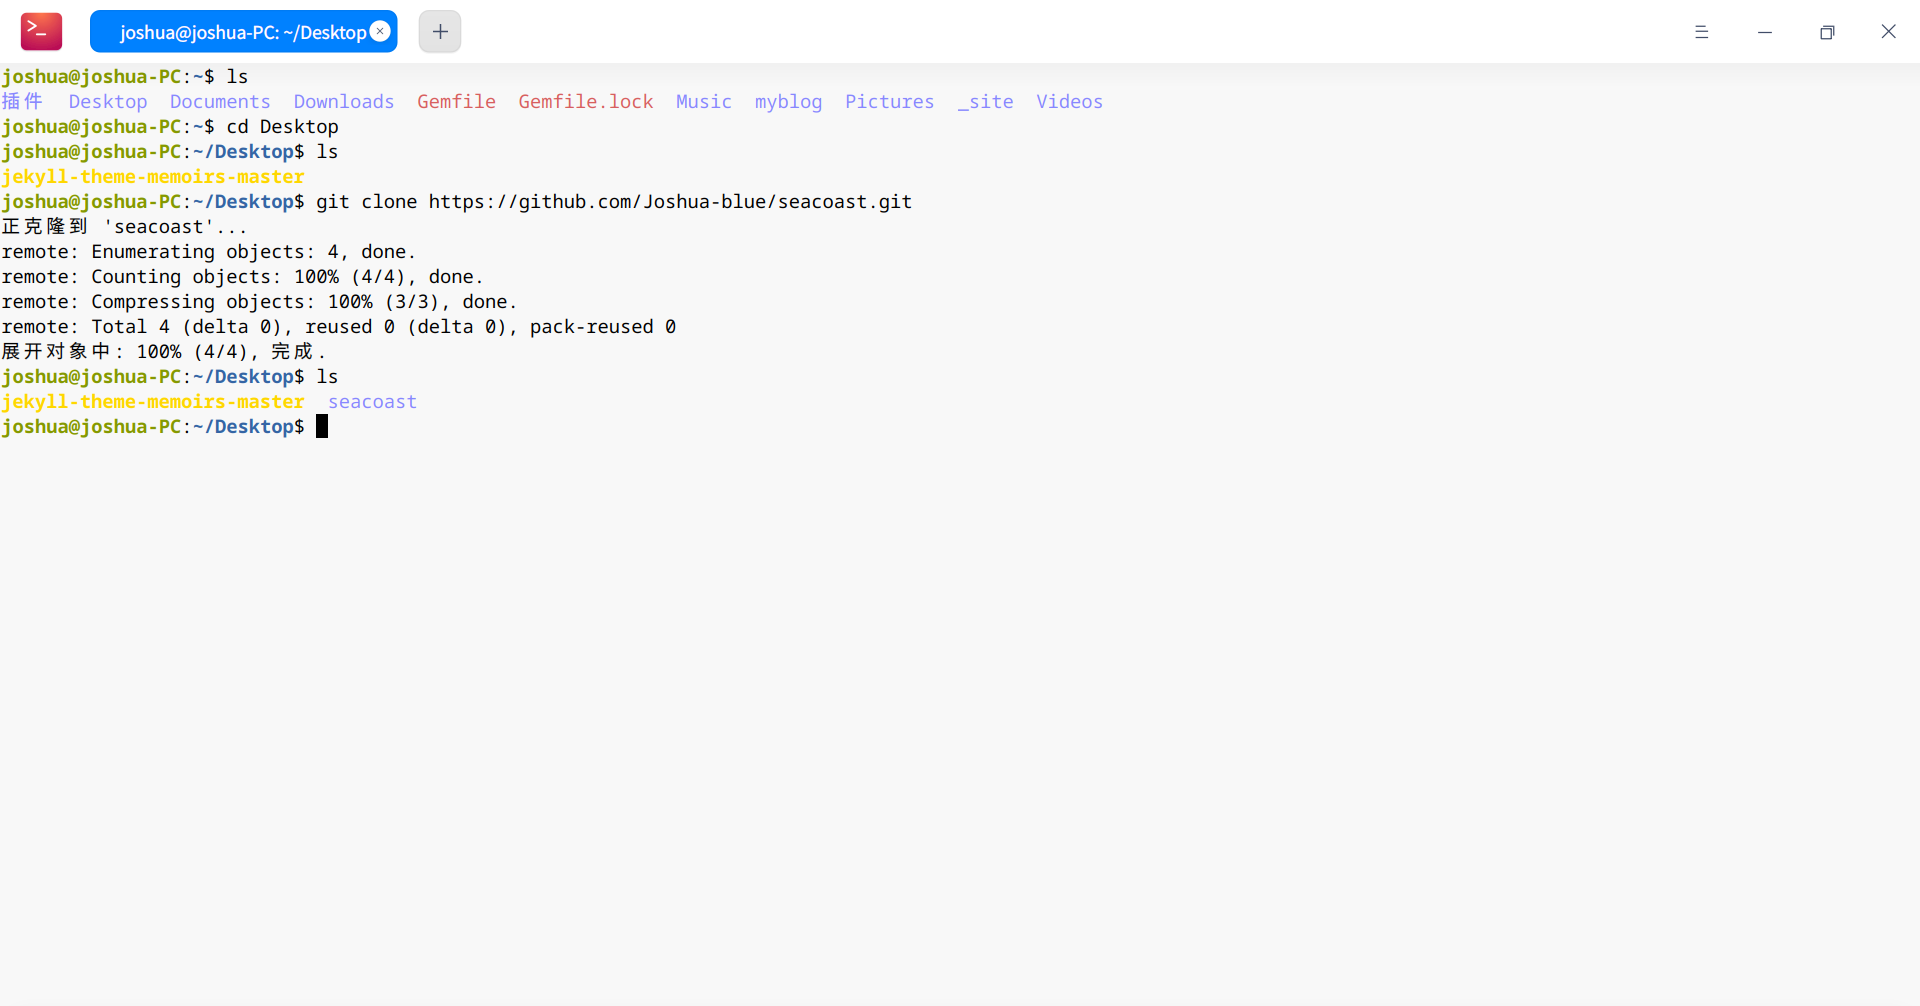 joshua@joshua-PC: ~/Desktop
joshua@joshua-PC:~$ ls
插件  Desktop  Documents  Downloads  Gemfile  Gemfile.lock  Music  myblog  Pictures  _site  Videos
joshua@joshua-PC:~$ cd Desktop
joshua@joshua-PC:~/Desktop$ ls
jekyll-theme-memoirs-master
joshua@joshua-PC:~/Desktop$ git clone https://github.com/Joshua-blue/seacoast.git
正克隆到 'seacoast'...
remote: Enumerating objects: 4, done.
remote: Counting objects: 100% (4/4), done.
remote: Compressing objects: 100% (3/3), done.
remote: Total 4 (delta 0), reused 0 (delta 0), pack-reused 0
展开对象中: 100% (4/4), 完成.
joshua@joshua-PC:~/Desktop$ ls
jekyll-theme-memoirs-master  seacoast
joshua@joshua-PC:~/Desktop$